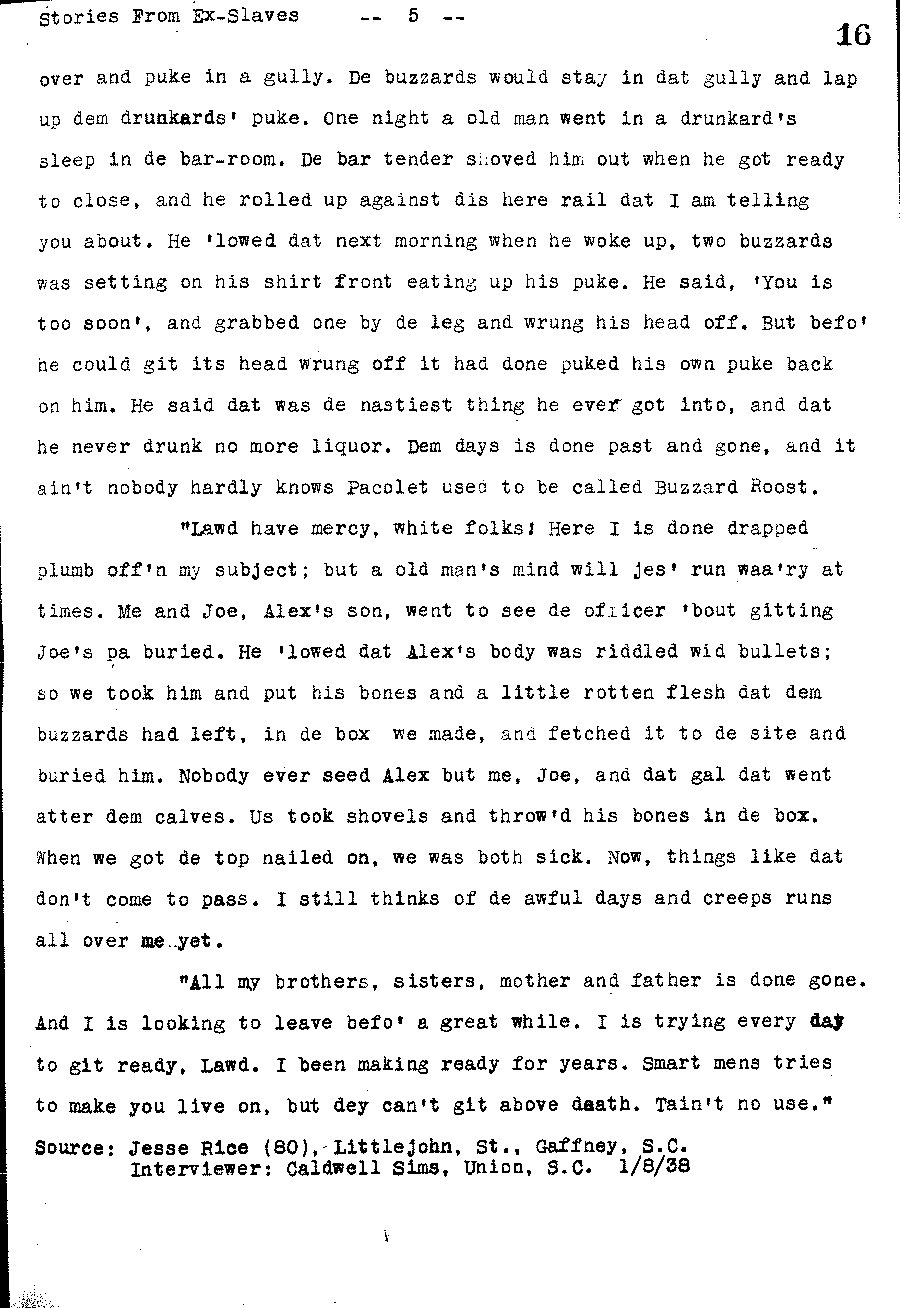 Stories From Ex-Slaves -- 5 --
16
over and puke in a gully. De buzzards would stay in dat gully and lap
up dem drunkards' puke. One night a old man went in a drunkard's
sleep in de bar-room. De bar tender shoved him out when he got ready
to close, and he rolled up against dis here rail dat I am telling
you about. He 'lowed dat next morning when he woke up, two buzzards
was setting on his shirt front eating up his puke. He said, 'You is
too soon', and grabbed one by de leg and wrung his head off. But befo'
he could git its head wrung off it had done puked his own puke back
on him. He said dat was de nastiest thing he ever got into, and dat
he never drunk no more liquor. Dem days is done past and gone, and it
ain't nobody hardly knows Pacolet used to be called Buzzard Roost.
"Lawd have mercy, white folks! Here I is done drapped
plumb off'n my subject; but a old man's mind will jes' run waa'ry at
times. Me and Joe, Alex's son, went to see de officer 'bout gitting
Joe's pa buried. He 'lowed dat Alex's body was riddled wid bullets;
so we took him and put his bones and a little rotten flesh dat dem
buzzards had left, in de box we made, and fetched it to de site and
buried him. Nobody ever seed Alex but me, Joe, and dat gal dat went
atter dem calves. Us took shovels and throw'd his bones in de box.
When we got de top nailed on, we was both sick. Now, things like dat
don't come to pass. I still thinks of de awful days and creeps runs
all over me yet.
"All my brothers, sisters, mother and father is done gone.
And I is looking to leave befo' a great while. I is trying every day
to git ready, Lawd. I been making ready for years. Smart mens tries
to make you live on, but dey can't git above death. Tain't no use."
Source: Jesse Rice (80), Littlejohn, St., Gaffney, S.C.
Interviewer: Caldwell Sims, Union, S.C. 1/8/38